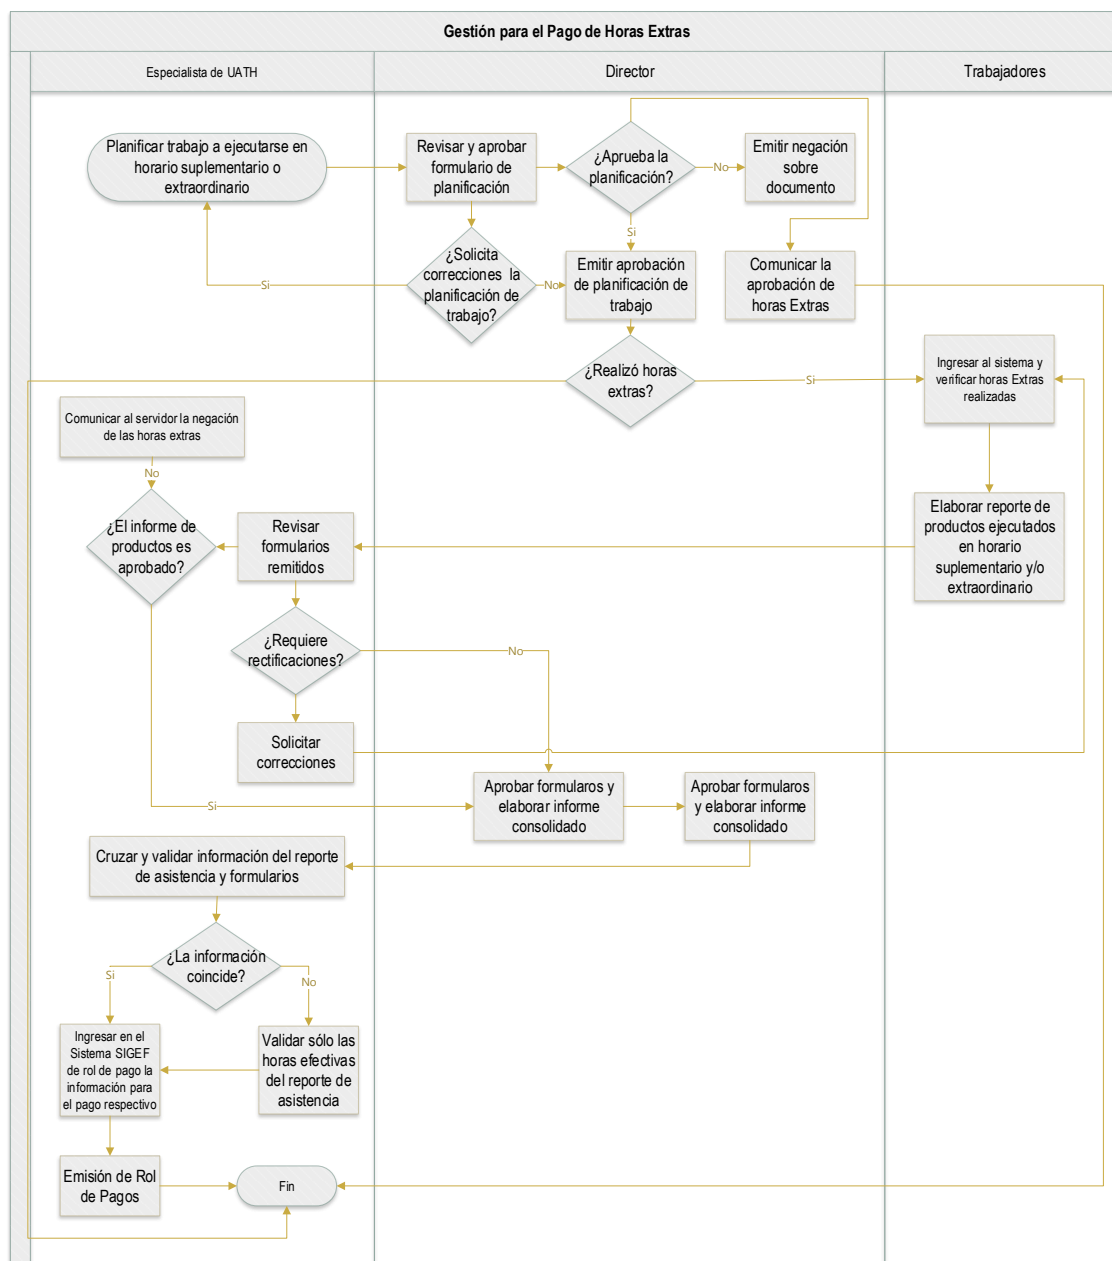 Gestión para el Pago de Horas Extras
Especialista de UATH
Director
Trabajadores
Planificar trabajo a ejecutarse en
horario suplementario o
extraordinario
Revisar y aprobar
formulario de
planificación
¿Aprueba la
planificación?
No
Emitir negación
sobre
documento
Si
¿Solicita
correcciones la
planificación de
trabajo?
Si
No
Emitir aprobación
de planificación de
trabajo
Comunicar la
aprobación de
horas Extras
¿Realizó horas
extras?
Si
Ingresar al sistema y
verificar horas Extras
realizadas
Comunicar al servidor la negación
de las horas extras
No
¿El informe de
productos es
aprobado?
Revisar
formularios
remitidos
Elaborar reporte de
productos ejecutados
en horario
suplementario y/o
extraordinario
¿Requiere
rectificaciones?
No
Solicitar
correcciones
Si
Aprobar formularos y
elaborar informe
consolidado
Aprobar formularos
y elaborar informe
consolidado
Cruzar y validar información del reporte
de asistencia y formularios
¿La información
coincide?
Si
No
Ingresar en el
Sistema SIGEF
de rol de pago la
información para
el pago respectivo
Validar sólo las
horas efectivas
del reporte de
asistencia
Emisión de Rol
de Pagos
Fin